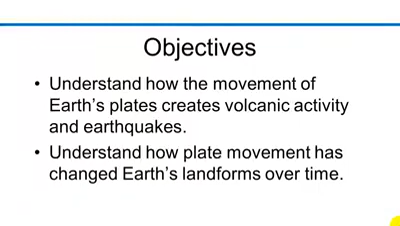 Objectives
• Understand how the movement of
Earth's plates creates volcanic activity
and earthquakes.
• Understand how plate movement has
changed Earth's landforms over time.